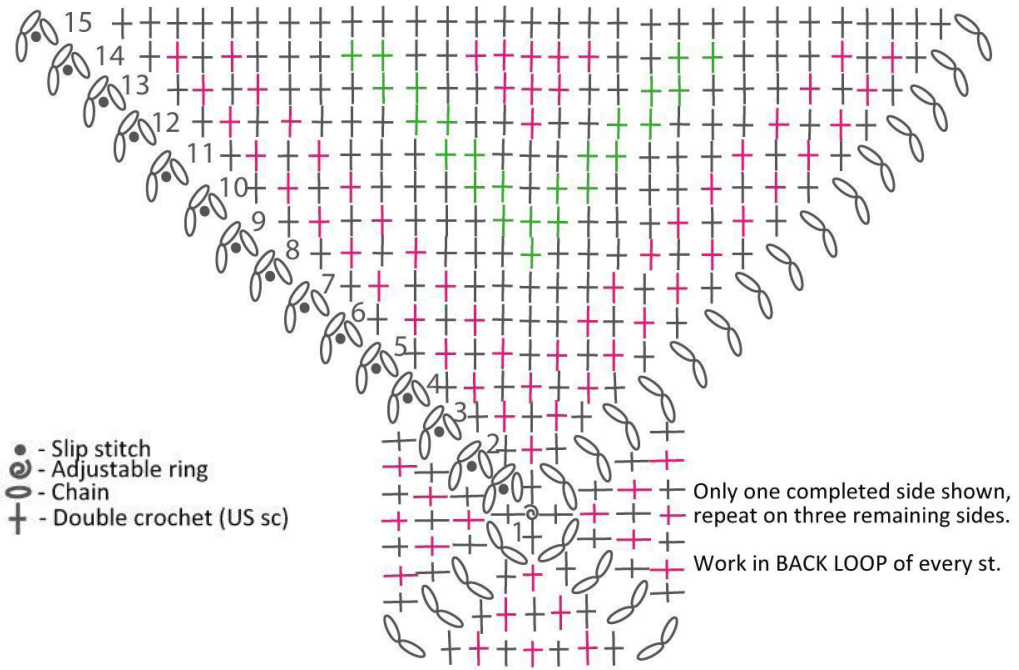 15
14
13
12
11
10
9
8
7
6
5
4
3
2
1
- Slip stitch
- Adjustable ring
- Chain
- Double crochet (US sc)
Only one completed side shown,
repeat on three remaining sides.
Work in BACK LOOP of every st.